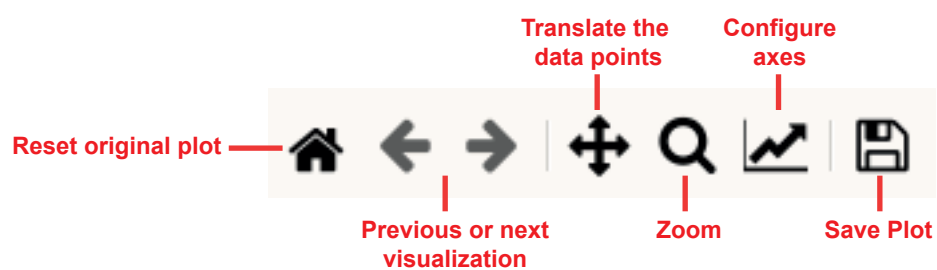 Translate the
data points
Configure
axes
Reset original plot
Previous or next
visualization
Zoom
Save Plot